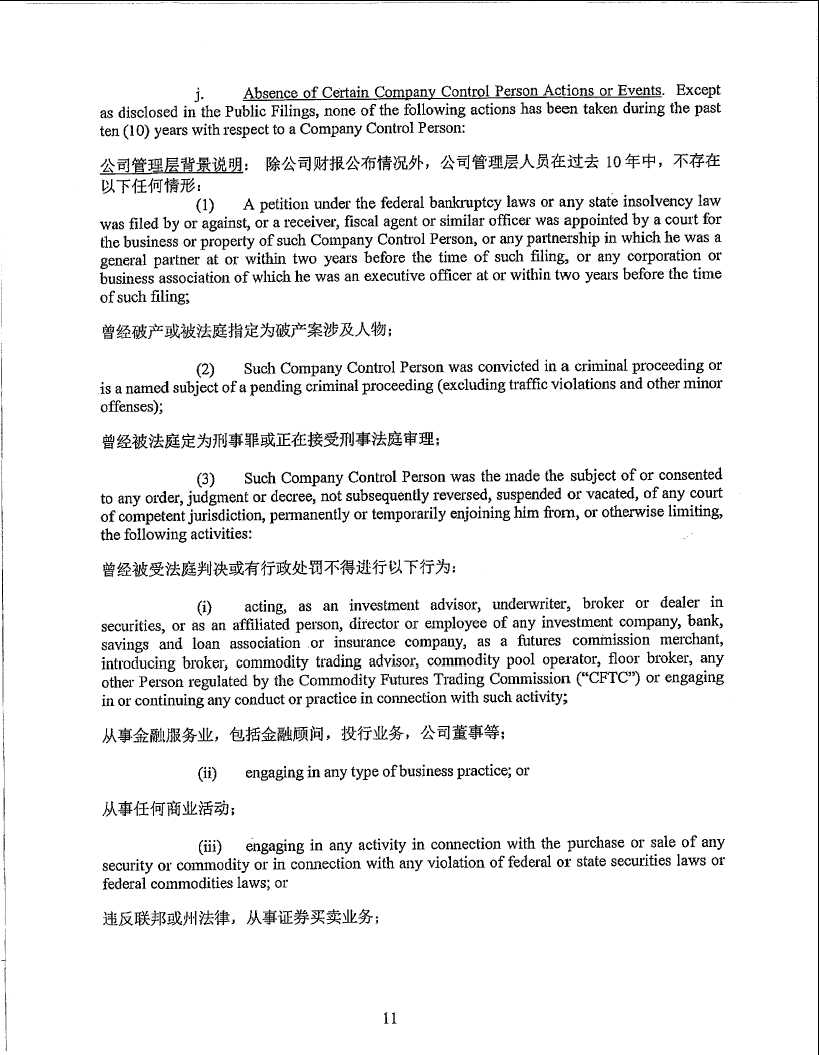 j. Absence of Certain Company Control Person Actions or Events. Except
as disclosed in the Public Filings, none of the following actions has been taken during the past
ten (10) years with respect to a Company Control Person:
公司管理层背景说明： 除公司财报公布情况外，公司管理层人员在过去 10 年中，不存在
以下任何情形：
(1) A petition under the federal bankruptcy laws or any state insolvency law
was filed by or against, or a receiver, fiscal agent or similar officer was appointed by a court for
the business or property of such Company Control Person, or any partnership in which he was a
general partner at or within two years before the time of such filing, or any corporation or
business association of which he was an executive officer at or within two years before the time
of such filing;
曾经破产或被法庭指定为破产案涉及人物；
(2) Such Company Control Person was convicted in a criminal proceeding or
is a named subject of a pending criminal proceeding (excluding traffic violations and other minor
offenses);
曾经被法庭定为刑事罪或正在接受刑事法庭审理；
(3) Such Company Control Person was the made the subject of or consented
to any order, judgment or decree, not subsequently reversed, suspended or vacated, of any court
of competent jurisdiction, permanently or temporarily enjoining him from, or otherwise limiting,
the following activities:
曾经被受法庭判决或有行政处罚不得进行以下行为：
(i) acting, as an investment advisor, underwriter, broker or dealer in
securities, or as an affiliated person, director or employee of any investment company, bank,
savings and loan association or insurance company, as a futures commission merchant,
introducing broker, commodity trading advisor, commodity pool operator, floor broker, any
other Person regulated by the Commodity Futures Trading Commission (“CFTC”) or engaging
in or continuing any conduct or practice in connection with such activity;
从事金融服务业，包括金融顾问，投行业务，公司董事等；
(ii) engaging in any type of business practice; or
从事任何商业活动；
(iii) engaging in any activity in connection with the purchase or sale of any
security or commodity or in connection with any violation of federal or state securities laws or
federal commodities laws; or
违反联邦或州法律，从事证券买卖业务；
11